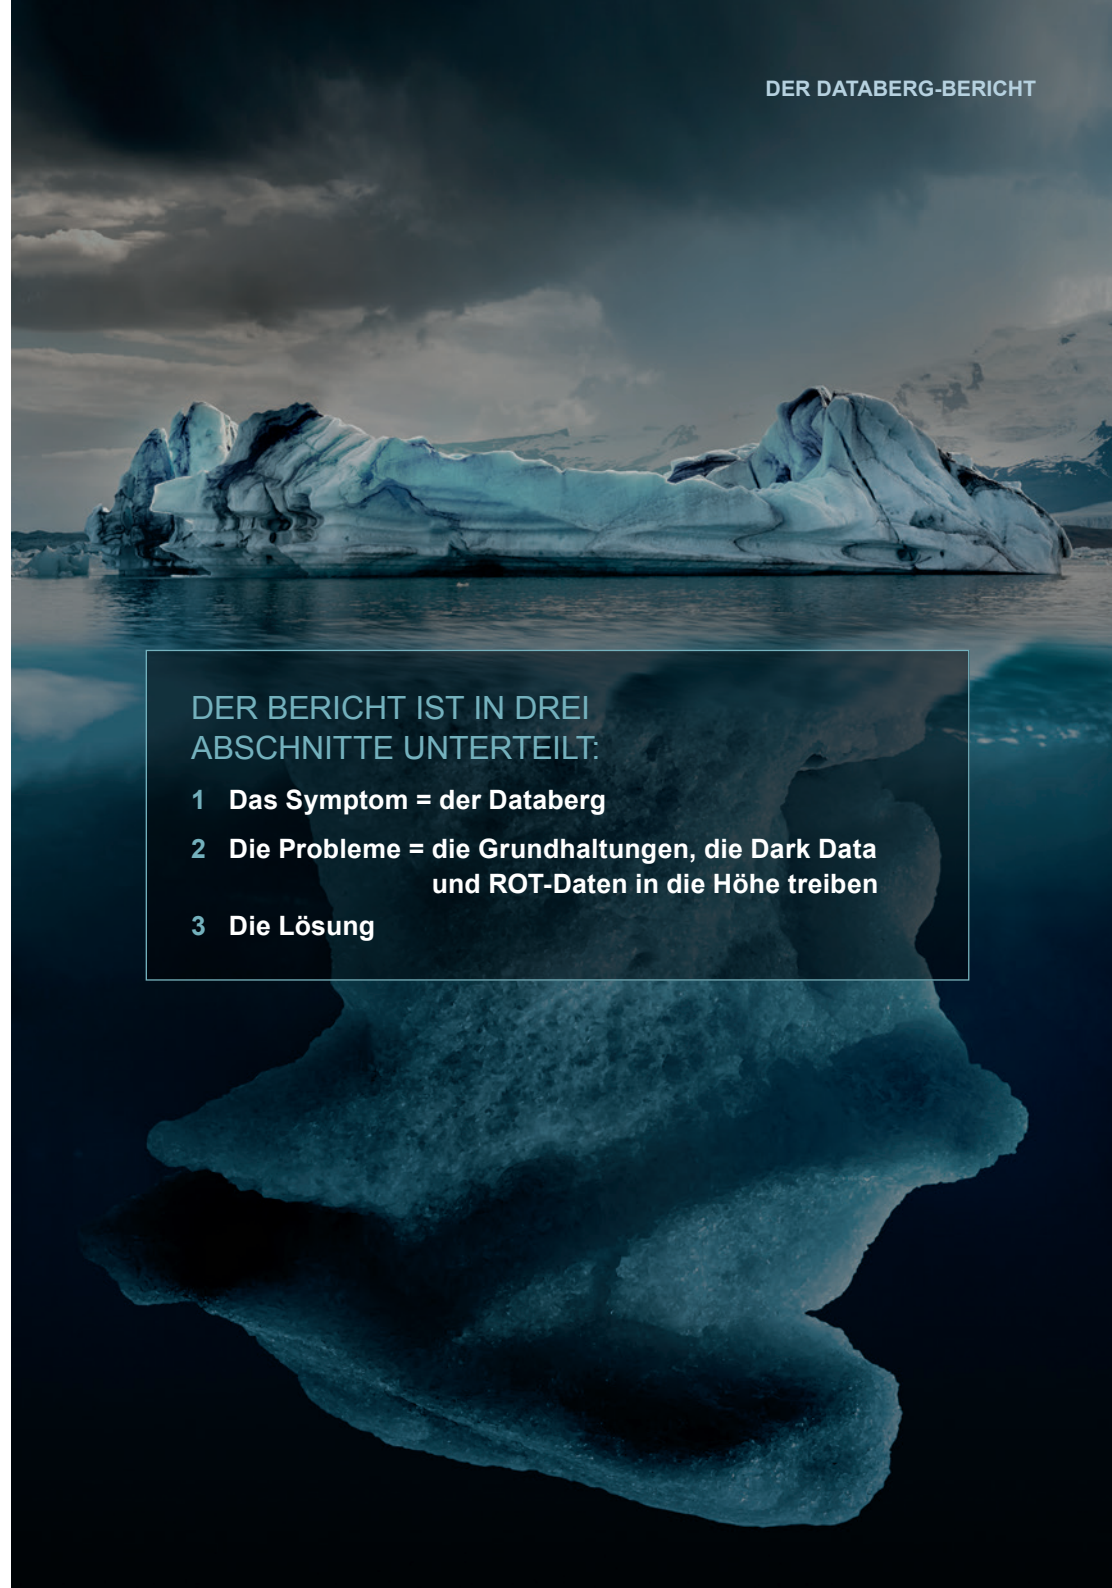 DER DATABERG-BERICHT
DER BERICHT IST IN DREI
ABSCHNITTE UNTERTEILT:
1 Das Symptom = der Databerg
2 Die Probleme = die Grundhaltungen, die Dark Data
und ROT-Daten in die Höhe treiben
3 Die Lösung